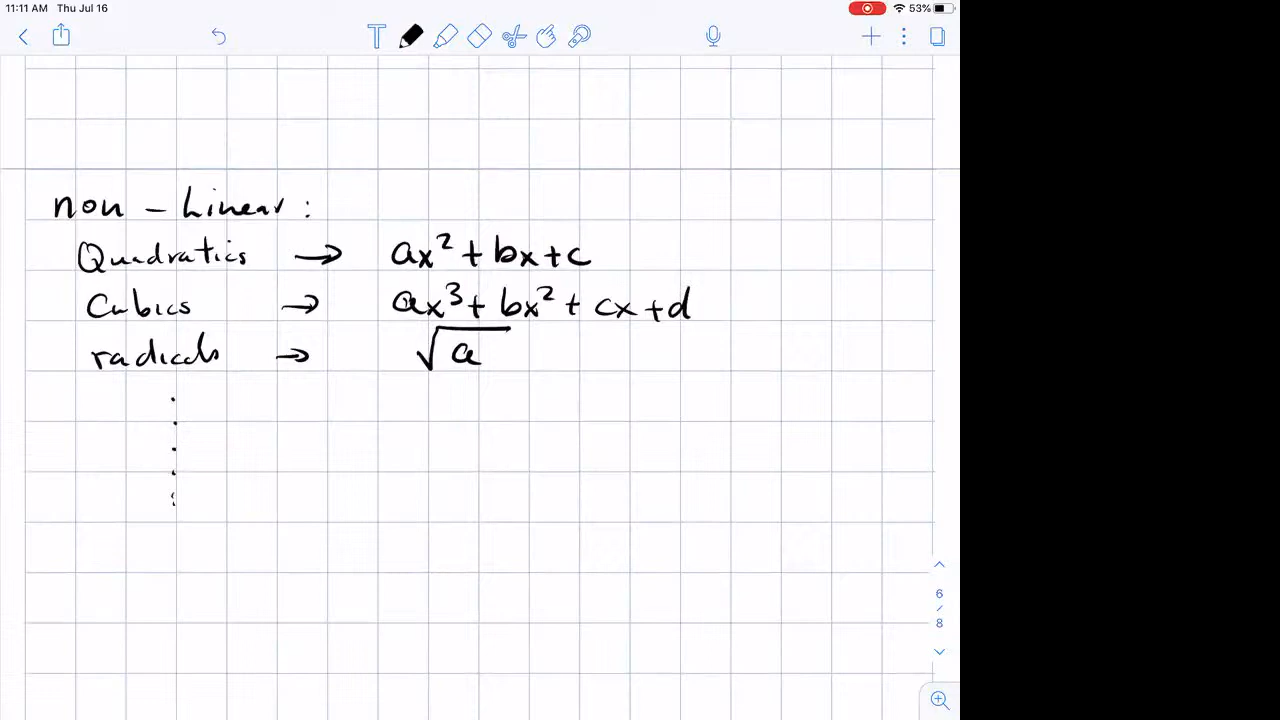 11:11 AM Thu Jul 16 53%
non - Linear :
Quadratics → ax² + bx + c
Cubics → ax³ + bx² + cx + d
radicals → √a
6
/
8